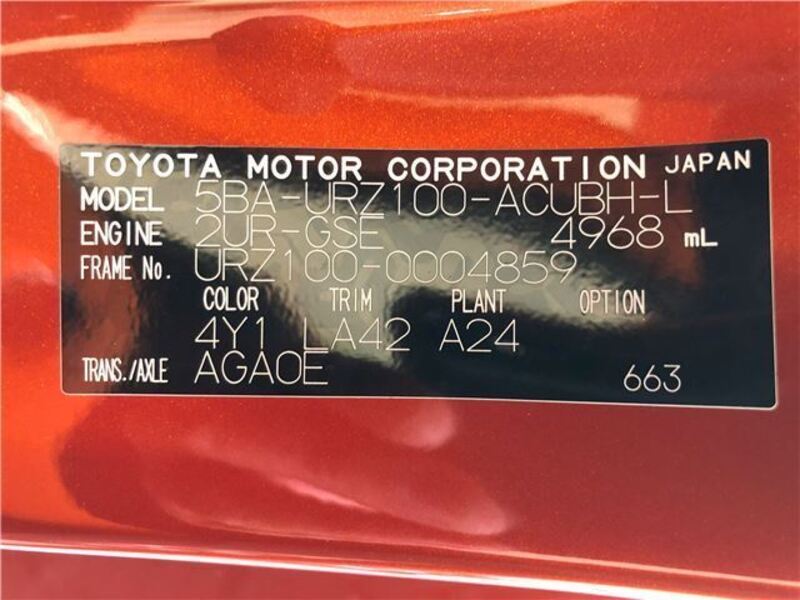 TOYOTA MOTOR CORPORATION JAPAN
MODEL 5BA-URZ100-ACUBH-L
ENGINE 2UR-GSE 4968 mL
FRAME No. URZ100-0004859
COLOR TRIM PLANT OPTION
4Y1 LA42 A24
TRANS./AXLE AGA0E 663